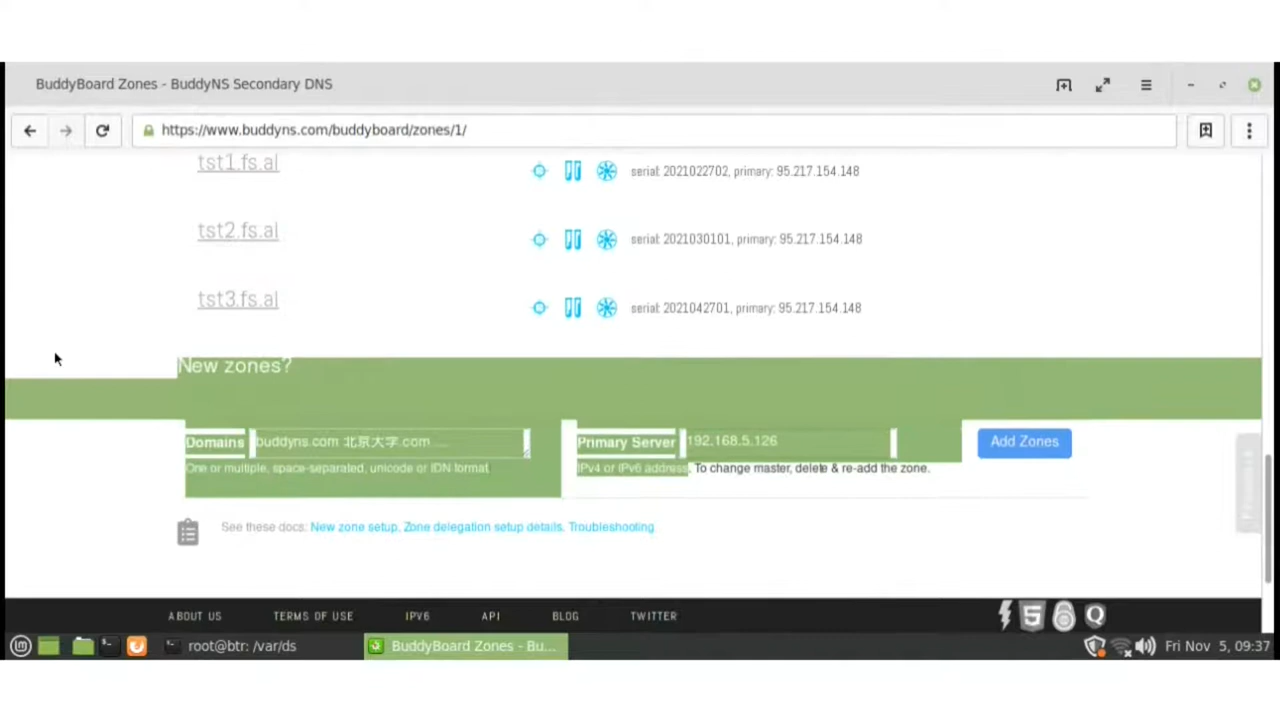 BuddyBoard Zones - BuddyNS Secondary DNS
https://www.buddyns.com/buddyboard/zones/1/
tst1.fs.al
serial: 2021022702, primary: 95.217.154.148
tst2.fs.al
serial: 2021030101, primary: 95.217.154.148
tst3.fs.al
serial: 2021042701, primary: 95.217.154.148
New zones?
Domains buddyns.com 北京大字.com ... Primary Server 192.168.5.126 Add Zones
One or multiple, space-separated, unicode or IDN format. IPv4 or IPv6 address. To change master, delete & re-add the zone.
See these docs: New zone setup, Zone delegation setup details, Troubleshooting
ABOUT US TERMS OF USE IPV6 API BLOG TWITTER
root@btr: /var/ds BuddyBoard Zones - Bu... Fri Nov 5, 09:37